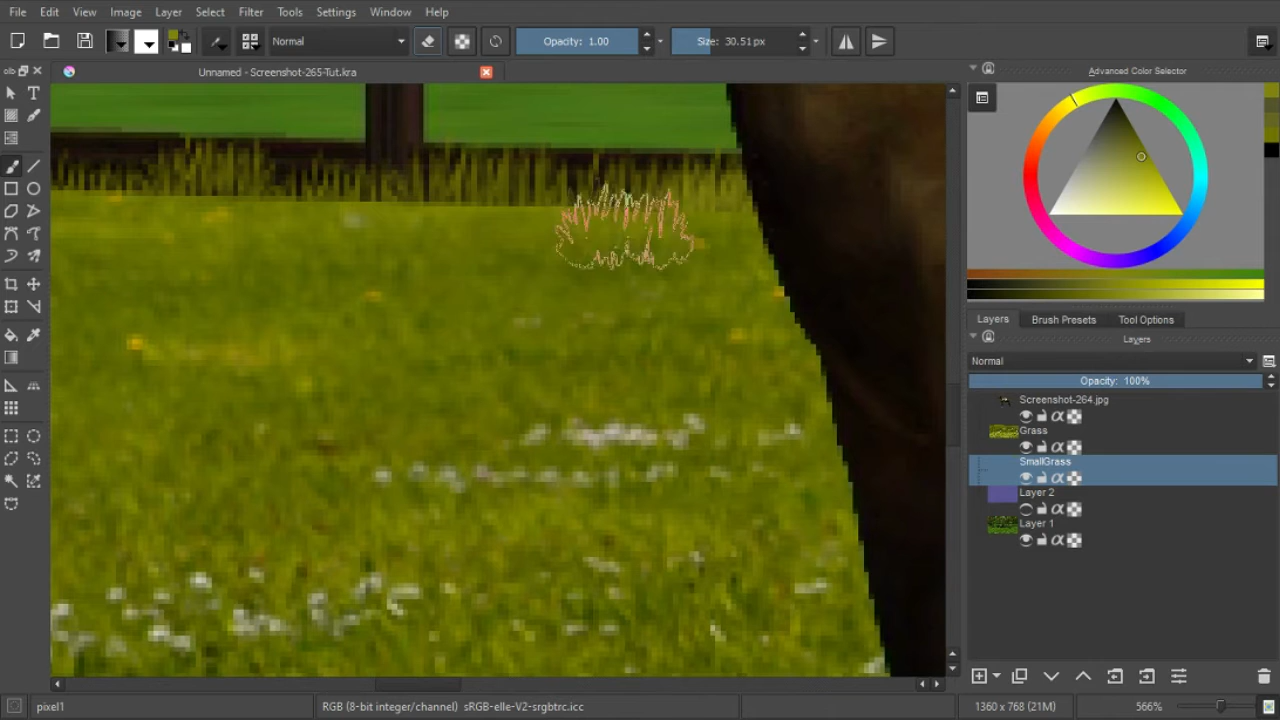 File Edit View Image Layer Select Filter Tools Settings Window Help
Normal Opacity: 1.00 Size: 30.51 px
Unnamed - Screenshot-265-Tut.kra
Advanced Color Selector
Layers Brush Presets Tool Options
Layers
Normal
Opacity: 100%
Screenshot-264.jpg
Grass
SmallGrass
Layer 2
Layer 1
pixel1 RGB (8-bit integer/channel) sRGB-elle-V2-srgbtrc.icc 1360 x 768 (21M) 566%